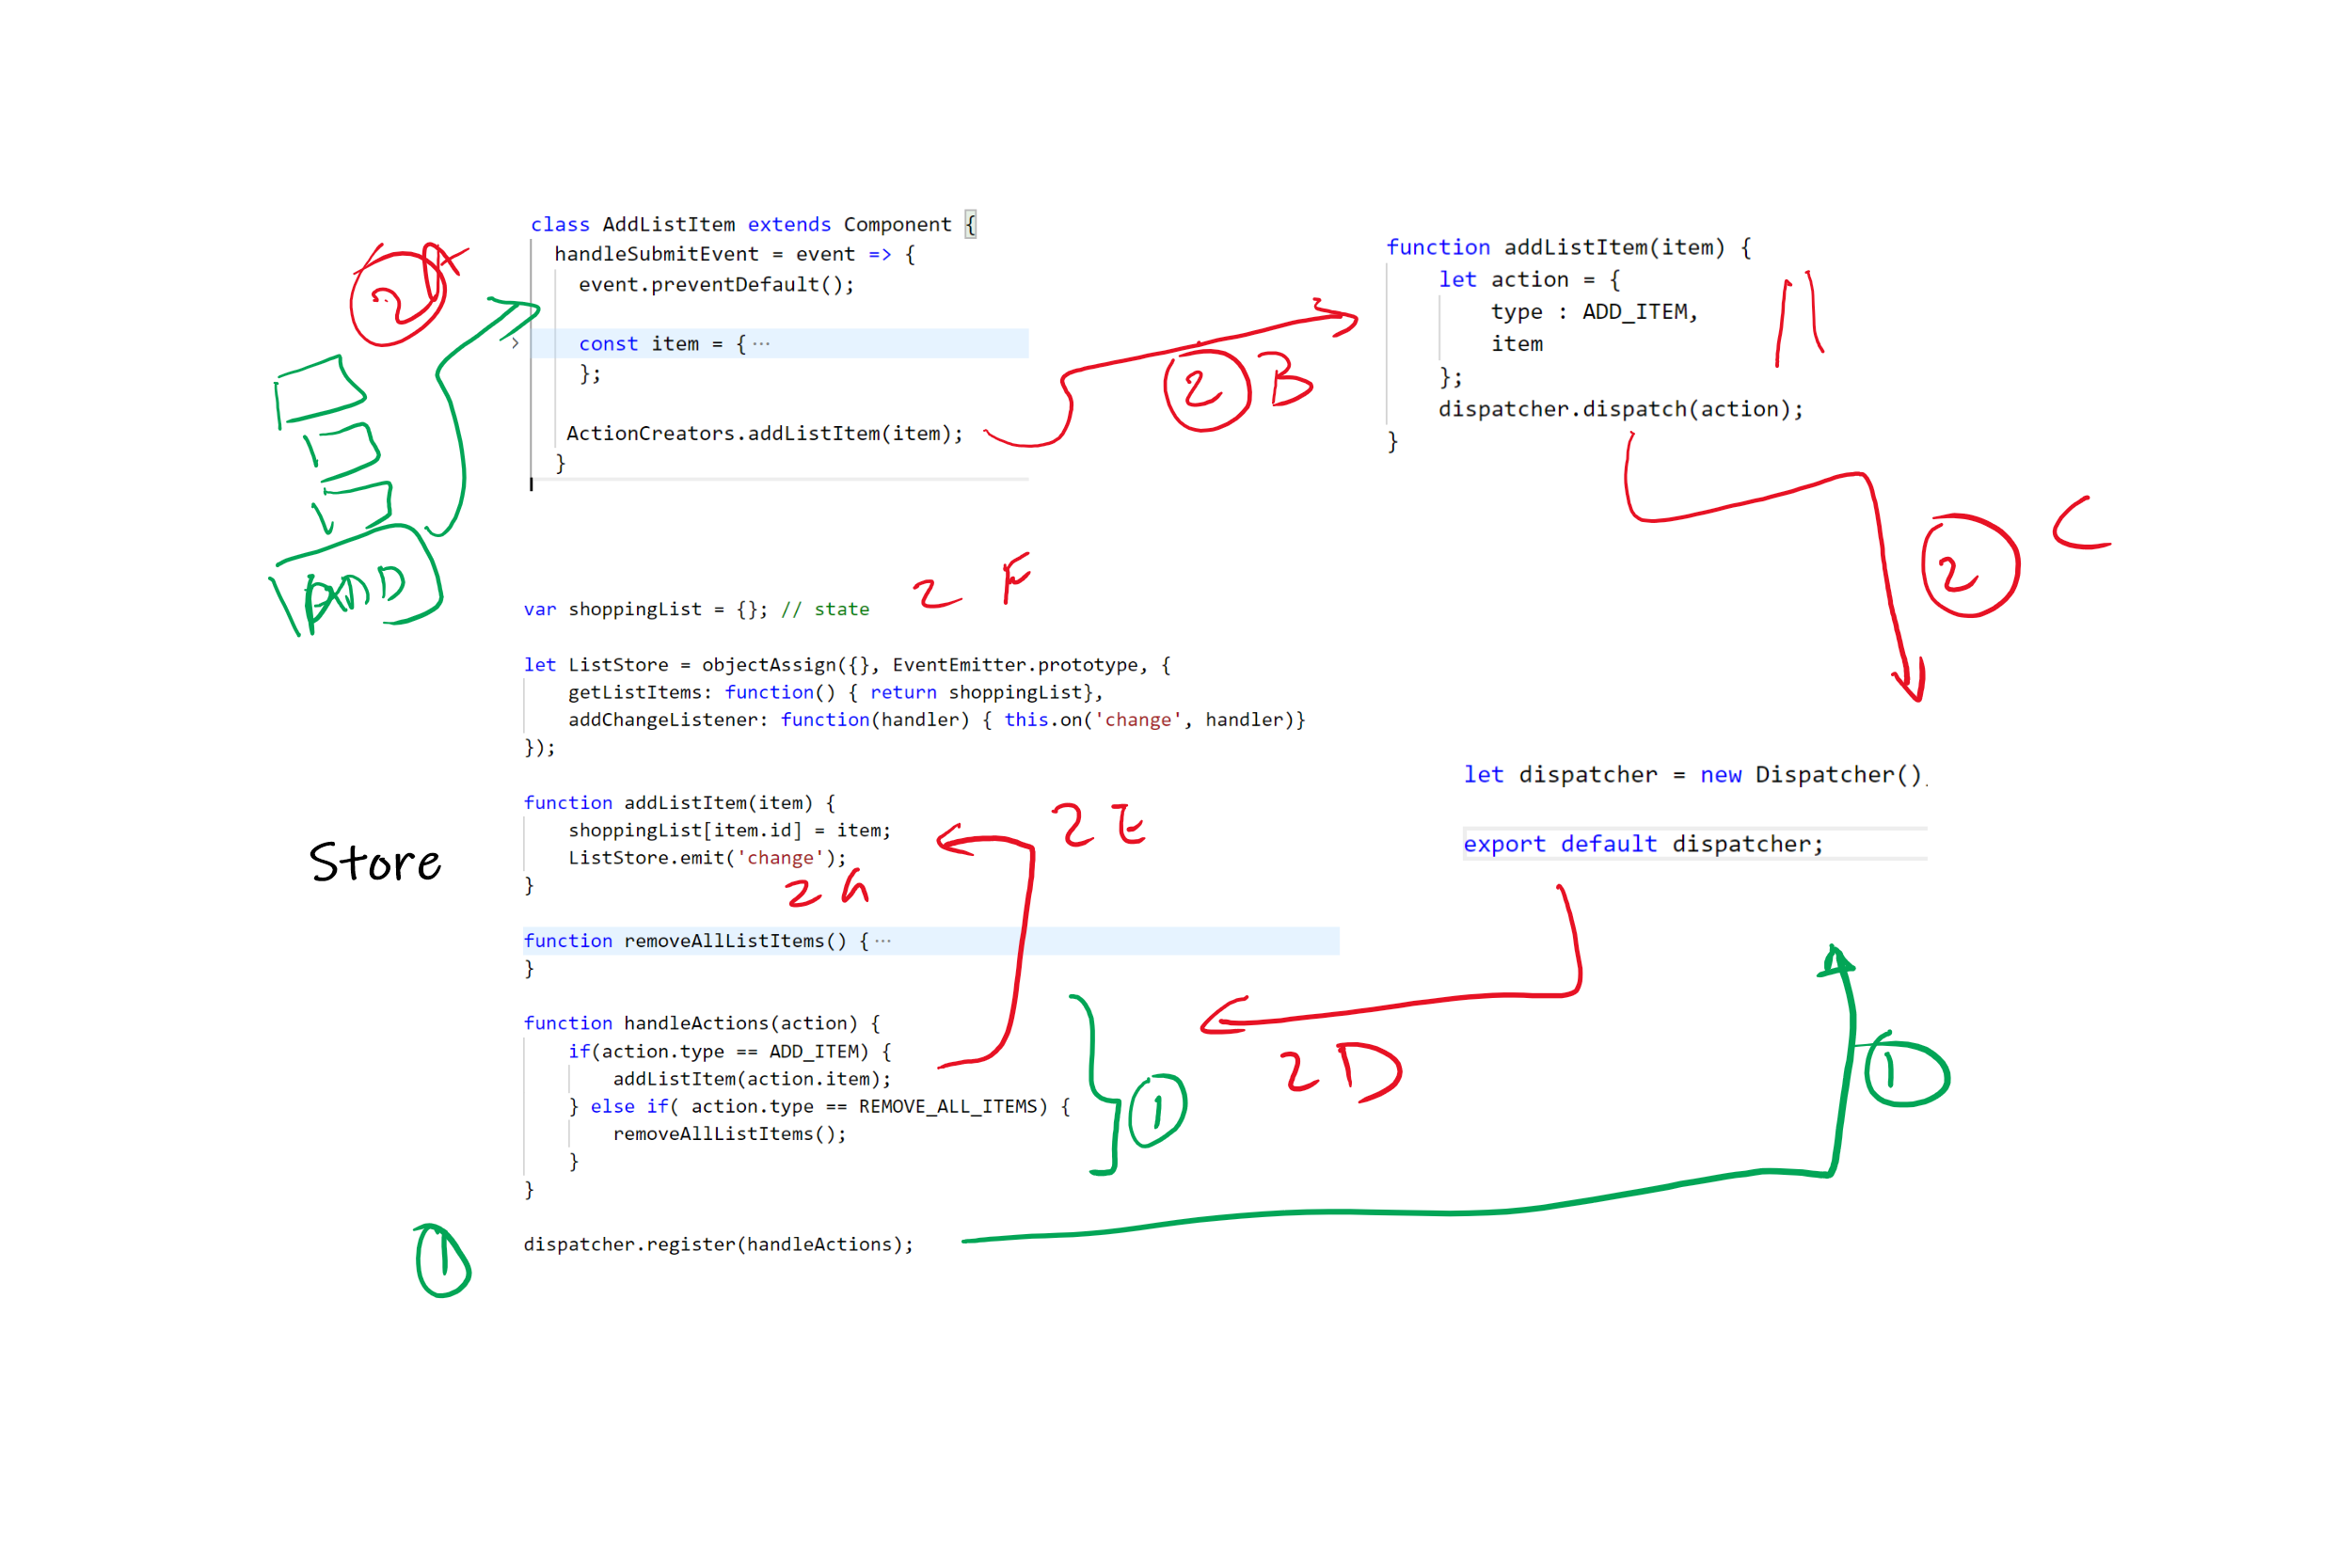 class AddListItem extends Component {
handleSubmitEvent = event => {
event.preventDefault();
const item = { ···
};
ActionCreators.addListItem(item);
}
2A
ADD
2 B
function addListItem(item) {
let action = {
type : ADD_ITEM,
item
};
dispatcher.dispatch(action);
}
2 C
2 F
var shoppingList = {}; // state
let ListStore = objectAssign({}, EventEmitter.prototype, {
getListItems: function() { return shoppingList},
addChangeListener: function(handler) { this.on('change', handler)}
});
Store
function addListItem(item) {
shoppingList[item.id] = item;
ListStore.emit('change');
}
2 E
2 G
function removeAllListItems() { ···
}
function handleActions(action) {
if(action.type == ADD_ITEM) {
addListItem(action.item);
} else if( action.type == REMOVE_ALL_ITEMS) {
removeAllListItems();
}
}
1
2 D
let dispatcher = new Dispatcher()
export default dispatcher;
1
1
dispatcher.register(handleActions);